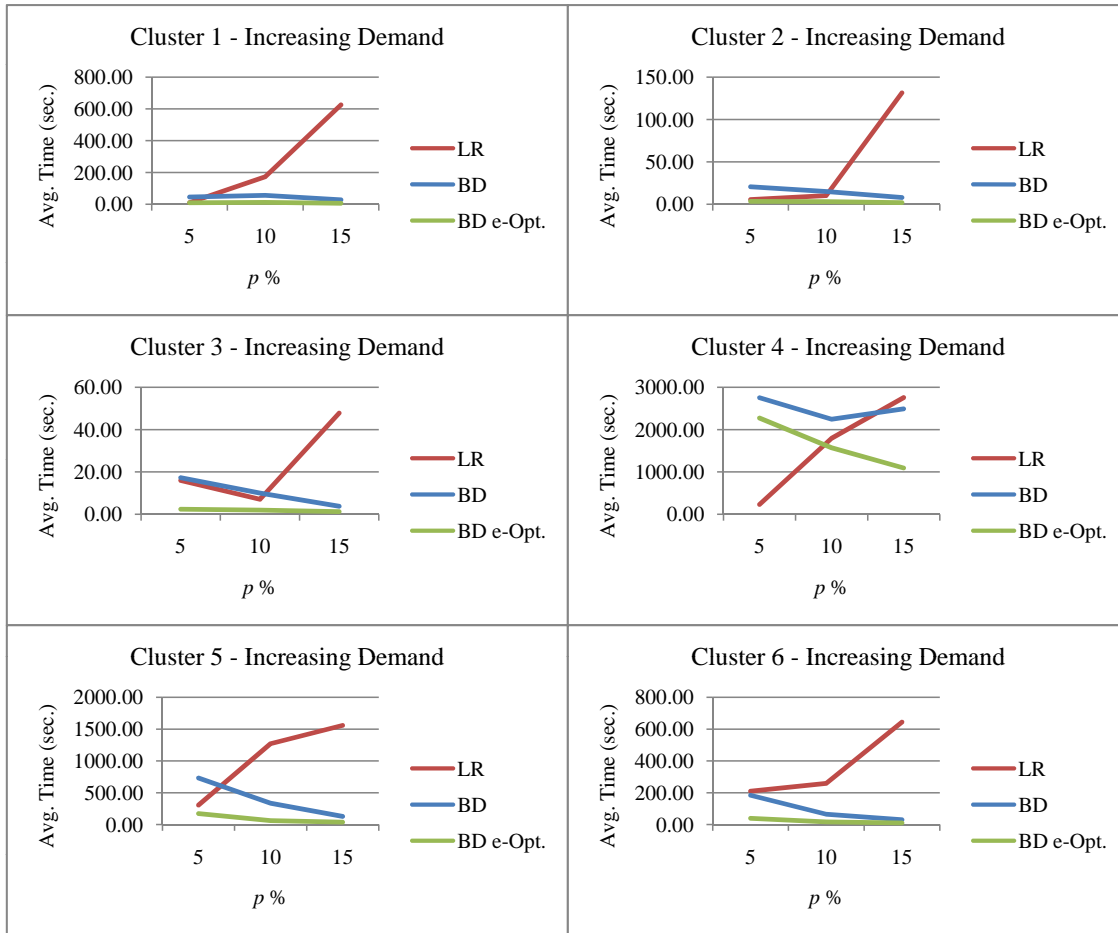 Cluster 1 - Increasing Demand
Avg. Time (sec.)
800.00
600.00
400.00
200.00
0.00
5 10 15
p %
LR
BD
BD e-Opt.
Cluster 2 - Increasing Demand
Avg. Time (sec.)
150.00
100.00
50.00
0.00
5 10 15
p %
LR
BD
BD e-Opt.
Cluster 3 - Increasing Demand
Avg. Time (sec.)
60.00
40.00
20.00
0.00
5 10 15
p %
LR
BD
BD e-Opt.
Cluster 4 - Increasing Demand
Avg. Time (sec.)
3000.00
2000.00
1000.00
0.00
5 10 15
p %
LR
BD
BD e-Opt.
Cluster 5 - Increasing Demand
Avg. Time (sec.)
2000.00
1500.00
1000.00
500.00
0.00
5 10 15
p %
LR
BD
BD e-Opt.
Cluster 6 - Increasing Demand
Avg. Time (sec.)
800.00
600.00
400.00
200.00
0.00
5 10 15
p %
LR
BD
BD e-Opt.